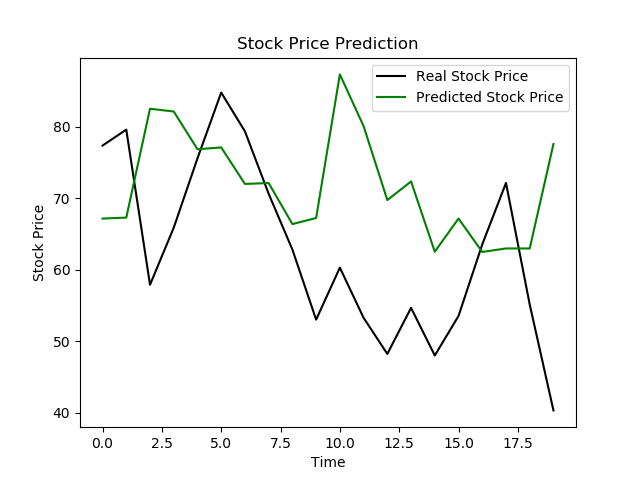 Stock Price Prediction
Real Stock Price
Predicted Stock Price
Stock Price
80
70
60
50
40
0.0 2.5 5.0 7.5 10.0 12.5 15.0 17.5
Time